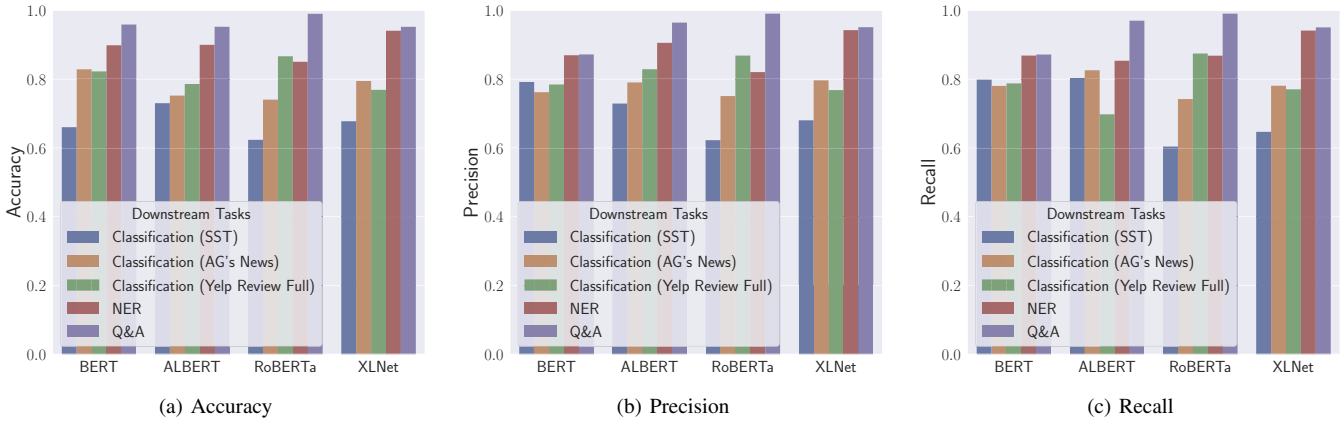 1.0
0.8
0.6
0.4
0.2
0.0
Accuracy
Downstream Tasks
Classification (SST)
Classification (AG's News)
Classification (Yelp Review Full)
NER
Q&A
BERT ALBERT RoBERTa XLNet
(a) Accuracy
1.0
0.8
0.6
0.4
0.2
0.0
Precision
Downstream Tasks
Classification (SST)
Classification (AG's News)
Classification (Yelp Review Full)
NER
Q&A
BERT ALBERT RoBERTa XLNet
(b) Precision
1.0
0.8
0.6
0.4
0.2
0.0
Recall
Downstream Tasks
Classification (SST)
Classification (AG's News)
Classification (Yelp Review Full)
NER
Q&A
BERT ALBERT RoBERTa XLNet
(c) Recall